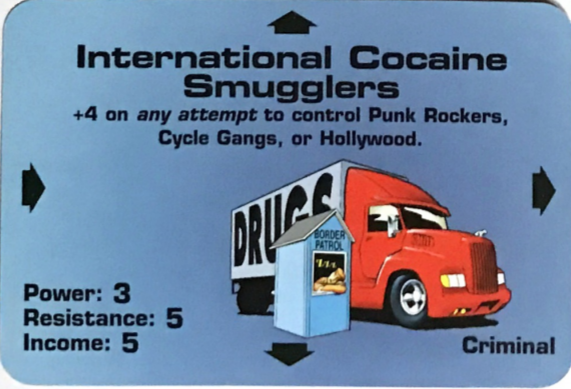 International Cocaine
Smugglers
+4 on any attempt to control Punk Rockers,
Cycle Gangs, or Hollywood.
DRUGS
BORDER
PATROL
Power: 3
Resistance: 5
Income: 5
Criminal